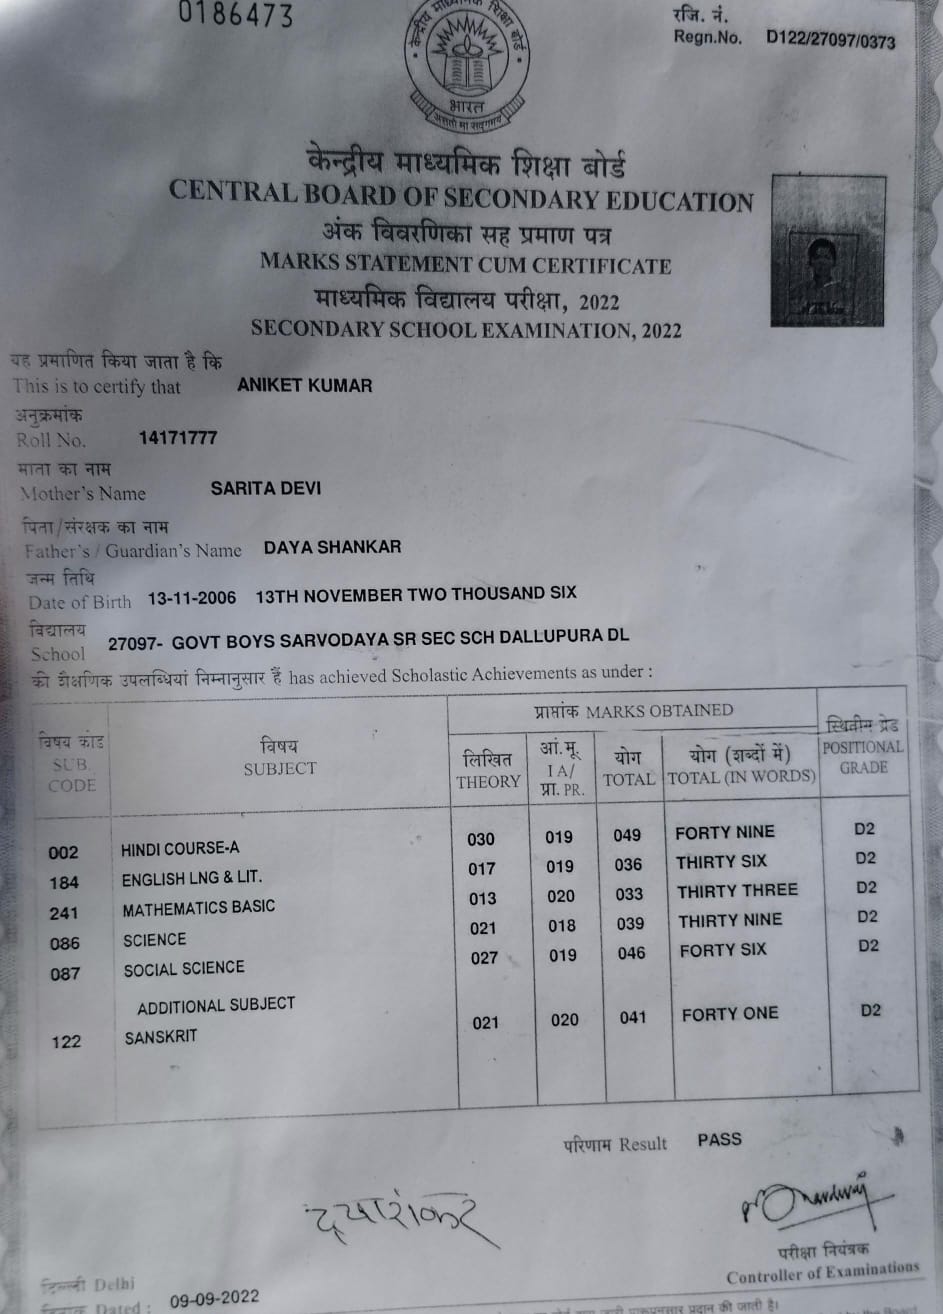 0186473
रजि. नं.
Regn.No. D122/27097/0373
केन्द्रीय माध्यमिक शिक्षा बोर्ड
भारत
असतो मा सद्गमय
केन्द्रीय माध्यमिक शिक्षा बोर्ड
CENTRAL BOARD OF SECONDARY EDUCATION
अंक विवरणिका सह प्रमाण पत्र
MARKS STATEMENT CUM CERTIFICATE
माध्यमिक विद्यालय परीक्षा, 2022
SECONDARY SCHOOL EXAMINATION, 2022
यह प्रमाणित किया जाता है कि
This is to certify that ANIKET KUMAR
अनुक्रमांक
Roll No. 14171777
माता का नाम
Mother's Name SARITA DEVI
पिता/संरक्षक का नाम
Father's / Guardian's Name DAYA SHANKAR
जन्म तिथि
Date of Birth 13-11-2006 13TH NOVEMBER TWO THOUSAND SIX
विद्यालय
School 27097- GOVT BOYS SARVODAYA SR SEC SCH DALLUPURA DL
की शैक्षणिक उपलब्धियां निम्नानुसार हैं has achieved Scholastic Achievements as under :
प्राप्तांक MARKS OBTAINED
विषय कोड विषय लिखित आं.मू. योग योग (शब्दों में) स्थितीय ग्रेड
SUB. CODE SUBJECT THEORY I A/ प्रा. PR. TOTAL TOTAL (IN WORDS) POSITIONAL GRADE
002 HINDI COURSE-A 030 019 049 FORTY NINE D2
184 ENGLISH LNG & LIT. 017 019 036 THIRTY SIX D2
241 MATHEMATICS BASIC 013 020 033 THIRTY THREE D2
086 SCIENCE 021 018 039 THIRTY NINE D2
087 SOCIAL SCIENCE 027 019 046 FORTY SIX D2
ADDITIONAL SUBJECT
122 SANSKRIT 021 020 041 FORTY ONE D2
परिणाम Result PASS
दयाशंकर
परीक्षा नियंत्रक
Controller of Examinations
दिल्ली Delhi
दिनांक Dated : 09-09-2022
प्रदान की जाती है।